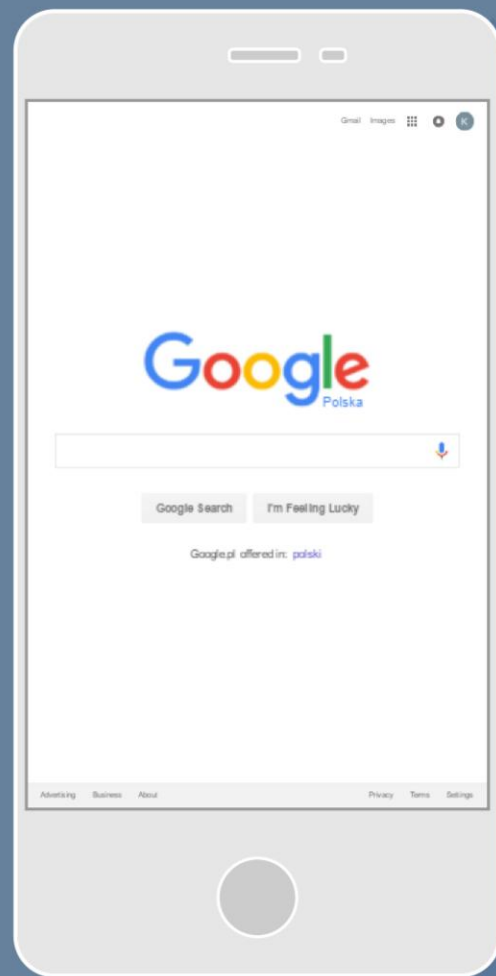 Gmail Images K
Google
Polska
Google Search I'm Feeling Lucky
Google.pl offered in: polski
Advertising Business About Privacy Terms Settings